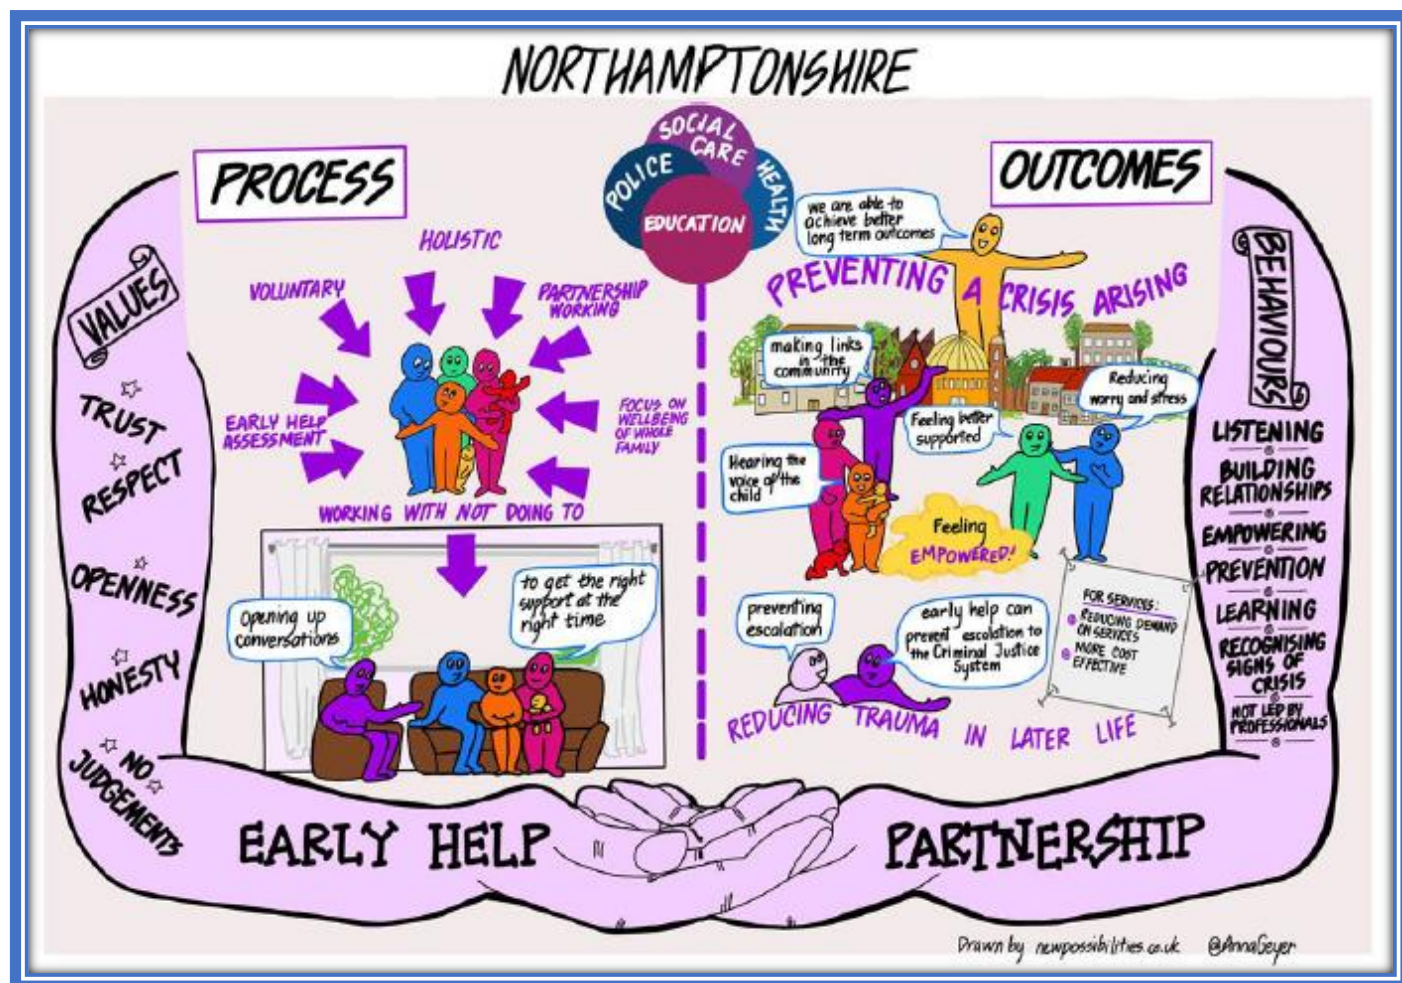 NORTHAMPTONSHIRE
SOCIAL
CARE
POLICE
HEALTH
EDUCATION
PROCESS
HOLISTIC
VOLUNTARY
PARTNERSHIP
WORKING
EARLY HELP
ASSESSMENT
FOCUS ON
WELLBEING
OF WHOLE
FAMILY
WORKING WITH NOT DOING TO
Opening up
conversations
to get the right
support at the
right time
VALUES
TRUST
RESPECT
OPENNESS
HONESTY
NO
JUDGEMENTS
OUTCOMES
we are able to
achieve better
long term outcomes
PREVENTING A CRISIS ARISING
making links
in the
community
Reducing
worry and stress
Feeling better
supported
Hearing the
voice of the
child
Feeling
EMPOWERED!
preventing
escalation
early help can
prevent escalation to
the Criminal Justice
System
FOR SERVICES:
REDUCING DEMAND
ON SERVICES
MORE COST
EFFECTIVE
REDUCING TRAUMA IN LATER LIFE
BEHAVIOURS
LISTENING
BUILDING
RELATIONSHIPS
EMPOWERING
PREVENTION
LEARNING
RECOGNISING
SIGNS OF
CRISIS
NOT LED BY
PROFESSIONALS
EARLY HELP PARTNERSHIP
Drawn by newpossibilities.co.uk @AnnaGeyer